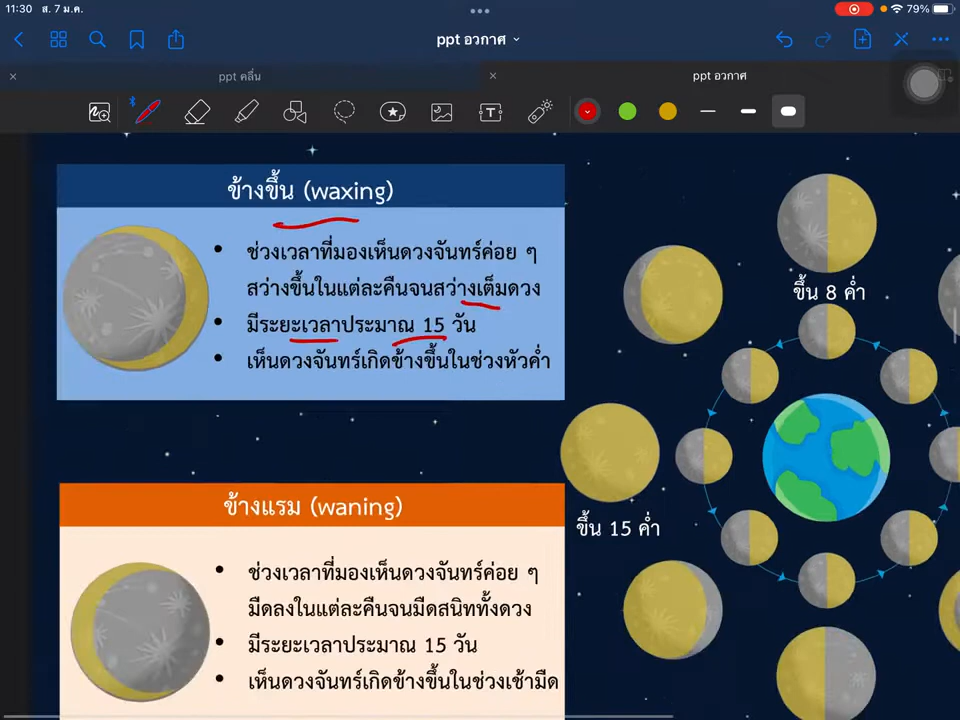 11:30 ส. 7 ม.ค.
79%
ppt อวกาศ
ppt คลื่น
ppt อวกาศ
ข้างขึ้น (waxing)
• ช่วงเวลาที่มองเห็นดวงจันทร์ค่อย ๆ
สว่างขึ้นในแต่ละคืนจนสว่างเต็มดวง
• มีระยะเวลาประมาณ 15 วัน
• เห็นดวงจันทร์เกิดข้างขึ้นในช่วงหัวค่ำ
ขึ้น 8 ค่ำ
ขึ้น 15 ค่ำ
ข้างแรม (waning)
• ช่วงเวลาที่มองเห็นดวงจันทร์ค่อย ๆ
มืดลงในแต่ละคืนจนมืดสนิททั้งดวง
• มีระยะเวลาประมาณ 15 วัน
• เห็นดวงจันทร์เกิดข้างขึ้นในช่วงเช้ามืด